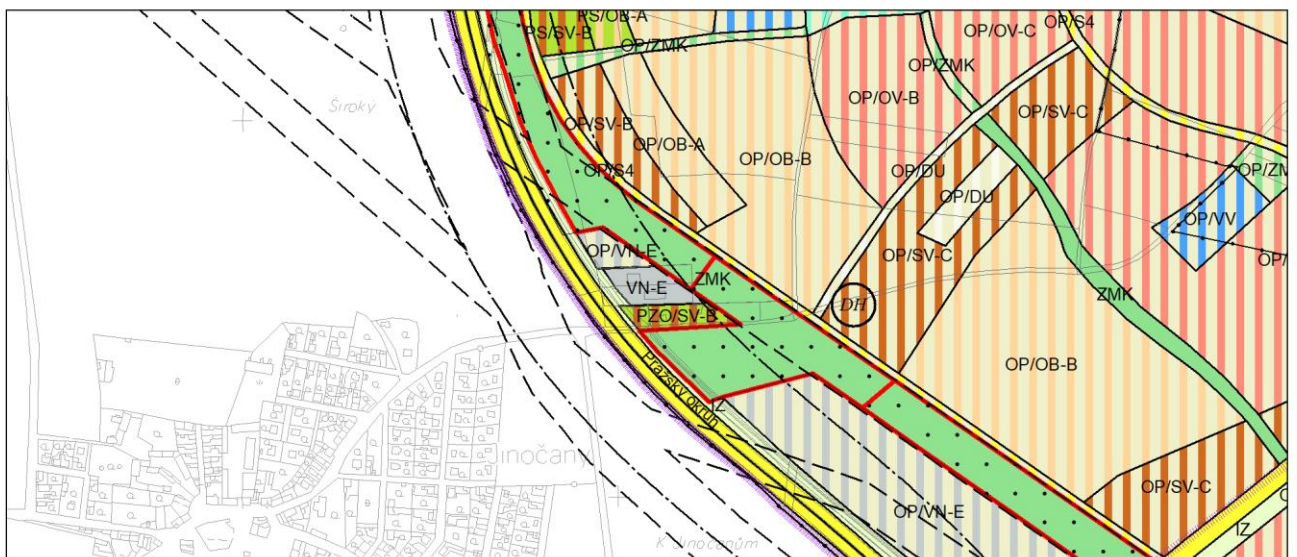 PS/OB-A
PS/SV-B
OP/ZMK
OP/OV-C
OP/S4
OP/ZMK
OP/OV-B
OP/SV-C
Široký
OP/SV-B
OP/OB-A
OP/OB-B
OP/S4
OP/DU
OP/DU
OP/VV
OP/VN-E
OP/SV-C
VN-E
ZMK
ZMK
DH
PZO/SV-B
Pražský okruh
IZ
OP/OB-B
OP/VN-E
OP/SV-C
K Jinočanům
IZ